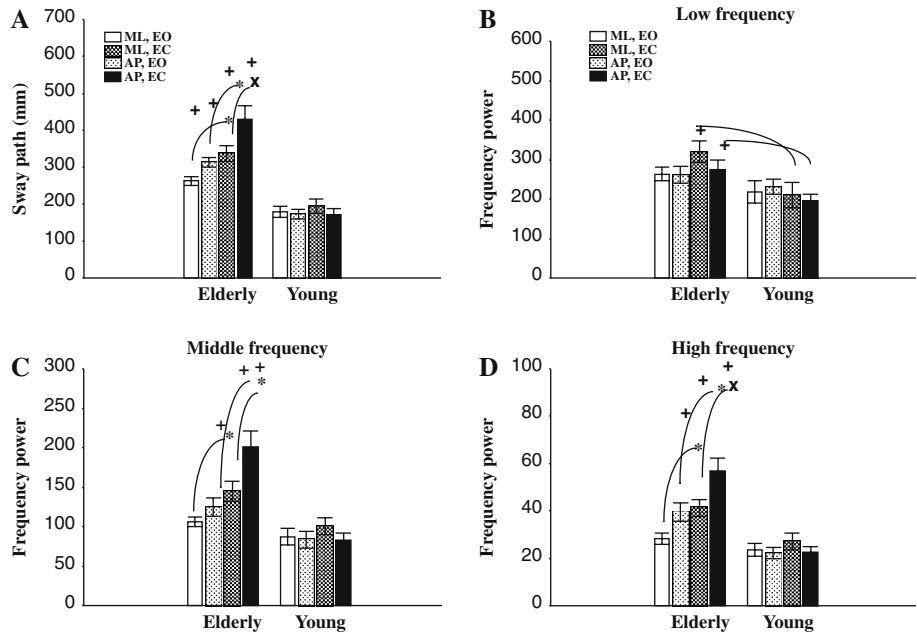 A
700
600
500
400
300
200
100
0
Sway path (mm)
ML, EO
ML, EC
AP, EO
AP, EC
+ + + +
* * x
Elderly Young
B
Low frequency
600
500
400
300
200
100
0
Frequency power
ML, EO
ML, EC
AP, EO
AP, EC
+ +
Elderly Young
C
Middle frequency
300
250
200
150
100
50
0
Frequency power
+ + +
* *
Elderly Young
D
High frequency
100
80
60
40
20
0
Frequency power
+ + +
* * x
Elderly Young